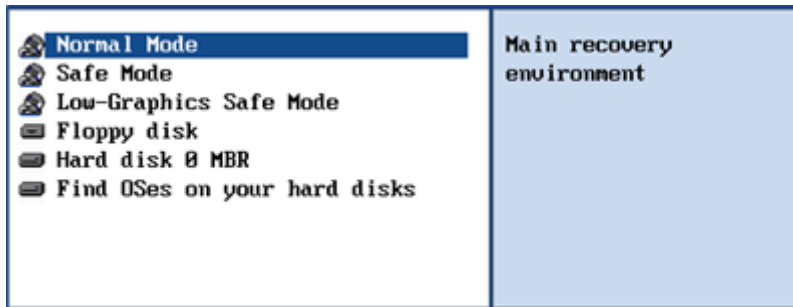 Normal Mode
Safe Mode
Low-Graphics Safe Mode
Floppy disk
Hard disk 0 MBR
Find OSes on your hard disks
Main recovery
environment